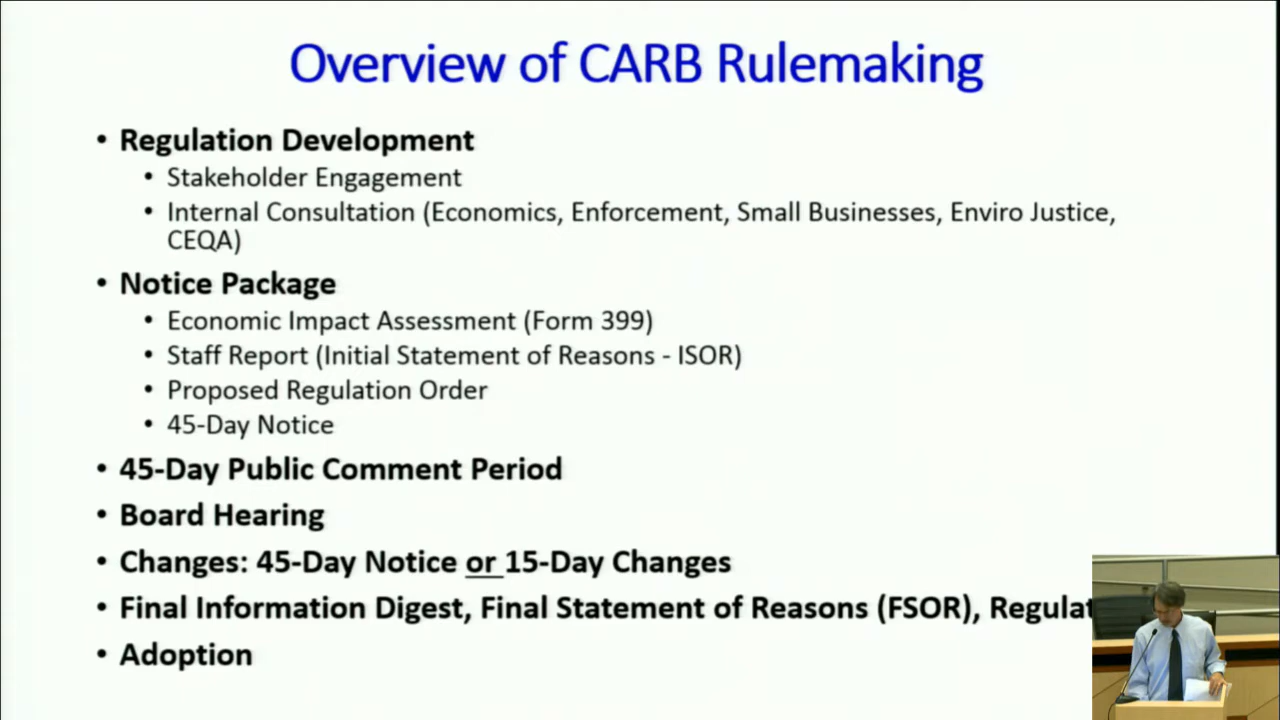 Overview of CARB Rulemaking
• Regulation Development
• Stakeholder Engagement
• Internal Consultation (Economics, Enforcement, Small Businesses, Enviro Justice,
CEQA)
• Notice Package
• Economic Impact Assessment (Form 399)
• Staff Report (Initial Statement of Reasons - ISOR)
• Proposed Regulation Order
• 45-Day Notice
• 45-Day Public Comment Period
• Board Hearing
• Changes: 45-Day Notice or 15-Day Changes
• Final Information Digest, Final Statement of Reasons (FSOR),
• Adoption